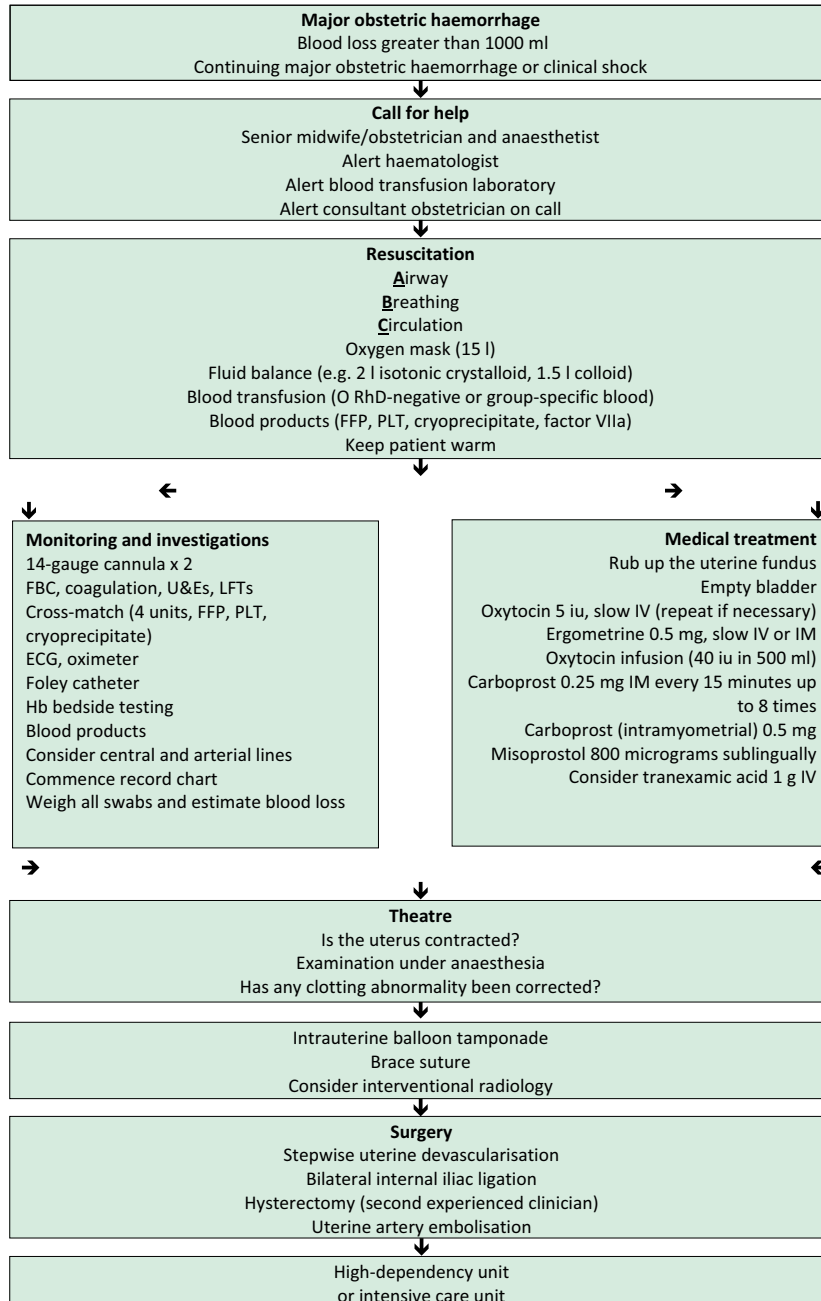 Major obstetric haemorrhage
Blood loss greater than 1000 ml
Continuing major obstetric haemorrhage or clinical shock
Call for help
Senior midwife/obstetrician and anaesthetist
Alert haematologist
Alert blood transfusion laboratory
Alert consultant obstetrician on call
Resuscitation
Airway
Breathing
Circulation
Oxygen mask (15 l)
Fluid balance (e.g. 2 l isotonic crystalloid, 1.5 l colloid)
Blood transfusion (O RhD-negative or group-specific blood)
Blood products (FFP, PLT, cryoprecipitate, factor VIIa)
Keep patient warm
Monitoring and investigations
14-gauge cannula x 2
FBC, coagulation, U&Es, LFTs
Cross-match (4 units, FFP, PLT,
cryoprecipitate)
ECG, oximeter
Foley catheter
Hb bedside testing
Blood products
Consider central and arterial lines
Commence record chart
Weigh all swabs and estimate blood loss
Medical treatment
Rub up the uterine fundus
Empty bladder
Oxytocin 5 iu, slow IV (repeat if necessary)
Ergometrine 0.5 mg, slow IV or IM
Oxytocin infusion (40 iu in 500 ml)
Carboprost 0.25 mg IM every 15 minutes up
to 8 times
Carboprost (intramyometrial) 0.5 mg
Misoprostol 800 micrograms sublingually
Consider tranexamic acid 1 g IV
Theatre
Is the uterus contracted?
Examination under anaesthesia
Has any clotting abnormality been corrected?
Intrauterine balloon tamponade
Brace suture
Consider interventional radiology
Surgery
Stepwise uterine devascularisation
Bilateral internal iliac ligation
Hysterectomy (second experienced clinician)
Uterine artery embolisation
High-dependency unit
or intensive care unit